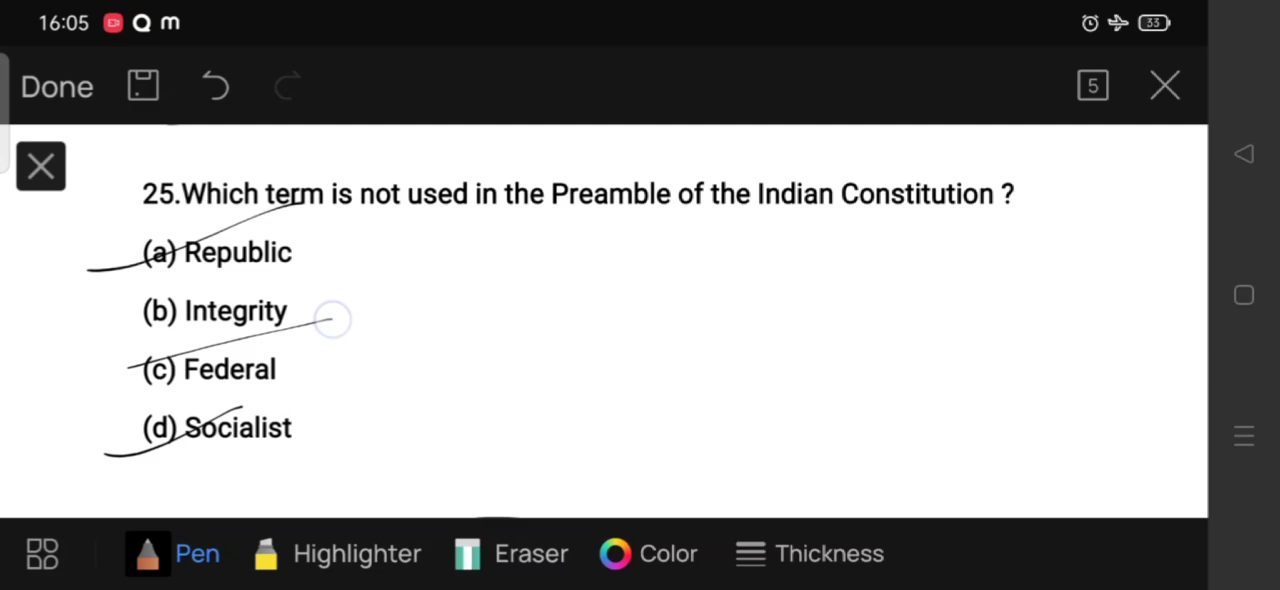 16:05 m 33
Done 5
25.Which term is not used in the Preamble of the Indian Constitution ?
(a) Republic
(b) Integrity
(c) Federal
(d) Socialist
Pen Highlighter Eraser Color Thickness